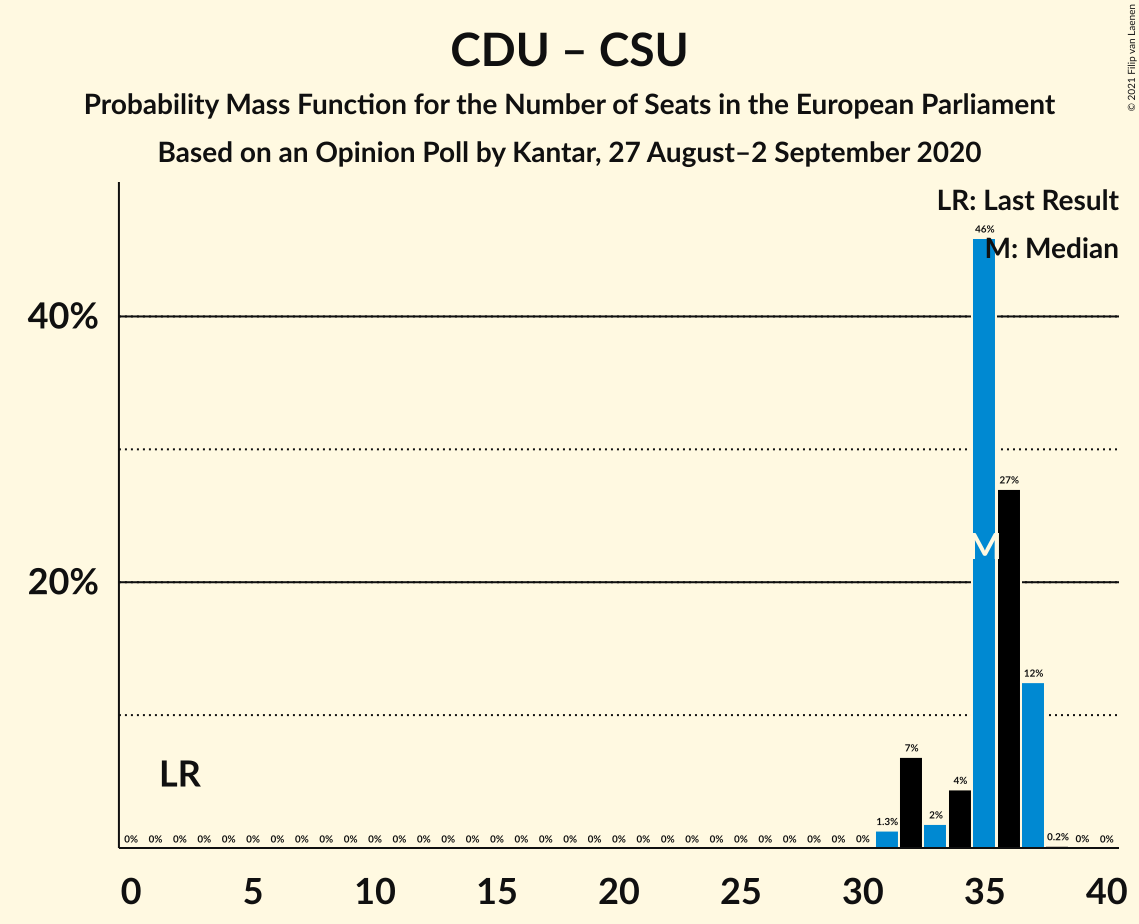 CDU – CSU
Probability Mass Function for the Number of Seats in the European Parliament
Based on an Opinion Poll by Kantar, 27 August–2 September 2020
© 2021 Filip van Laenen
LR: Last Result
M: Median
46%
40%
27%
M
20%
12%
7%
4%
LR
1.3%
2%
0.2%
0% 0% 0% 0% 0% 0% 0% 0% 0% 0% 0% 0% 0% 0% 0% 0% 0% 0% 0% 0% 0% 0% 0% 0% 0% 0% 0% 0% 0% 0% 0% 0% 0%
0 5 10 15 20 25 30 35 40